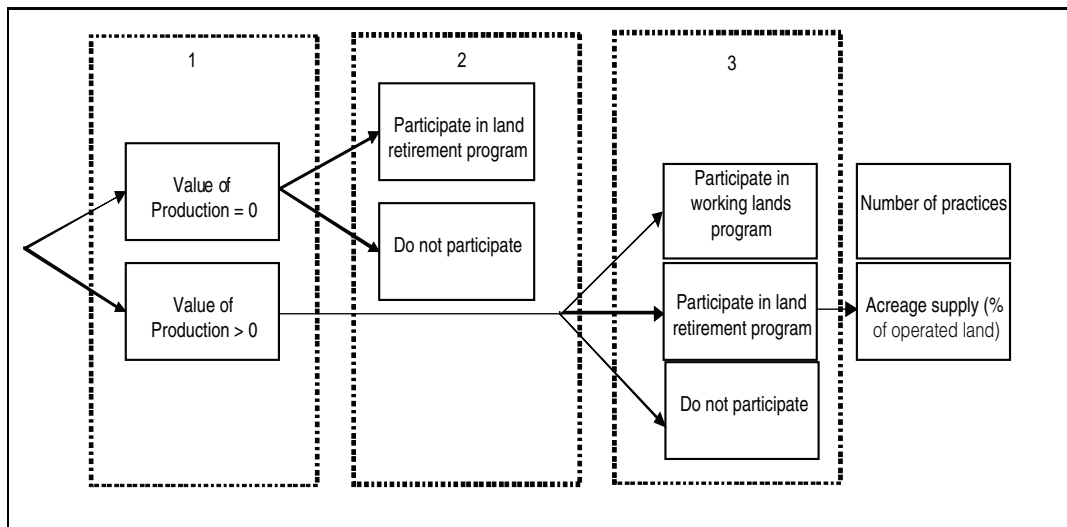 1
Value of
Production = 0
Value of
Production > 0
2
Participate in land
retirement program
Do not participate
3
Participate in
working lands
program
Participate in land
retirement program
Do not participate
Number of practices
Acreage supply (%
of operated land)